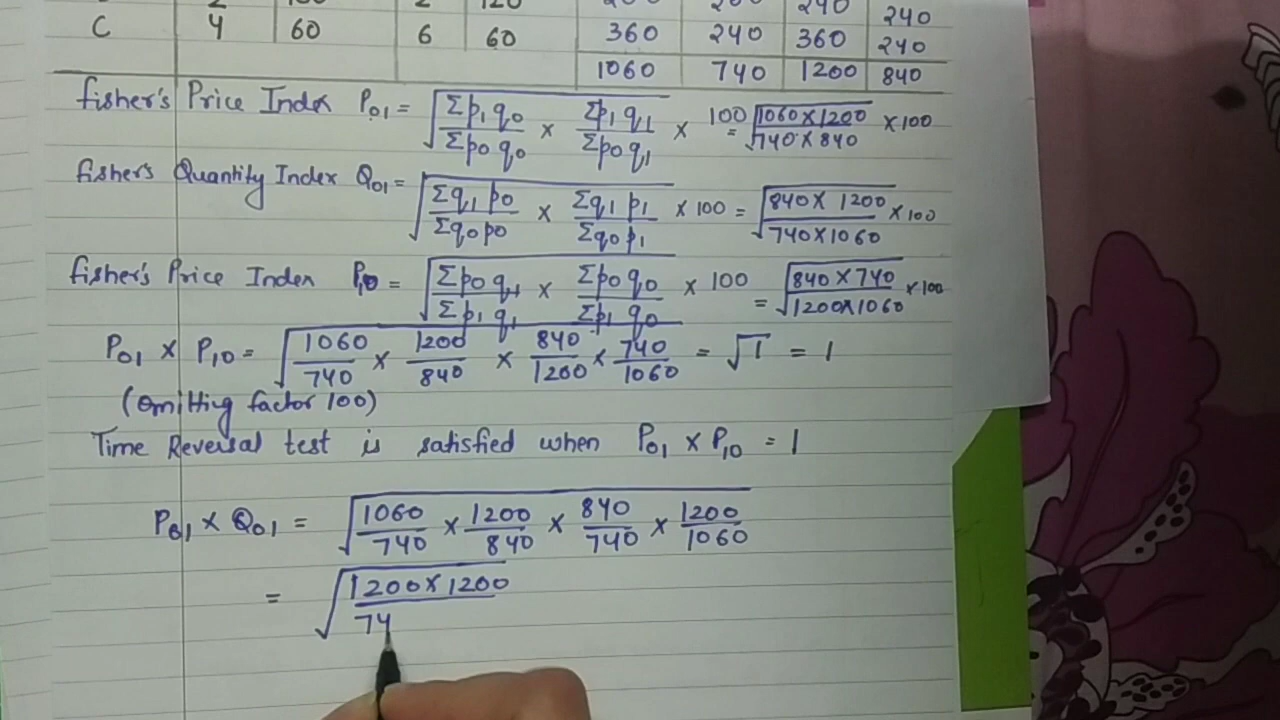 240 240
C 4 60 6 60 360 240 360 240
1060 740 1200 840
fisher's Price Index P01 = √(Σp1q0/Σp0q0 × Σp1q1/Σp0q1) × 100 = √(1060×1200/740×840) ×100
fisher's Quantity Index Q01 = √(Σq1p0/Σq0p0 × Σq1p1/Σq0p1) × 100 = √(840×1200/740×1060) ×100
fisher's Price Index P10 = √(Σp0q1/Σp1q1 × Σp0q0/Σp1q0) × 100 = √(840×740/1200×1060) ×100
P01 × P10 = √(1060/740 × 1200/840 × 840/1200 × 740/1060) = √1 = 1
(omitting factor 100)
Time Reversal test is satisfied when P01 × P10 = 1
P01 × Q01 = √(1060/740 × 1200/840 × 840/740 × 1200/1060)
= √(1200×1200/74